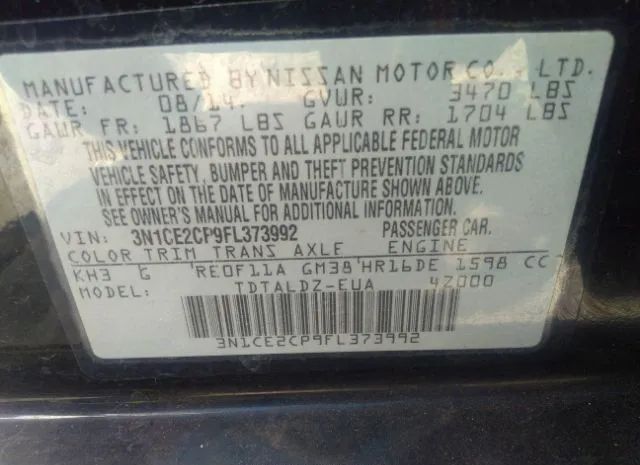 MANUFACTURED BY NISSAN MOTOR CO., LTD.
DATE: 08/14. GVWR: 3470 LBS
GAWR FR: 1867 LBS GAWR RR: 1704 LBS
THIS VEHICLE CONFORMS TO ALL APPLICABLE FEDERAL MOTOR
VEHICLE SAFETY, BUMPER AND THEFT PREVENTION STANDARDS
IN EFFECT ON THE DATE OF MANUFACTURE SHOWN ABOVE.
SEE OWNER'S MANUAL FOR ADDITIONAL INFORMATION.
VIN: 3N1CE2CP9FL373992 PASSENGER CAR.
COLOR TRIM TRANS AXLE ENGINE
KH3 G RE0F11A GM38 HR16DE 1598 CC
MODEL: TDTALDZ-EUA 4Z000
3N1CE2CP9FL373992